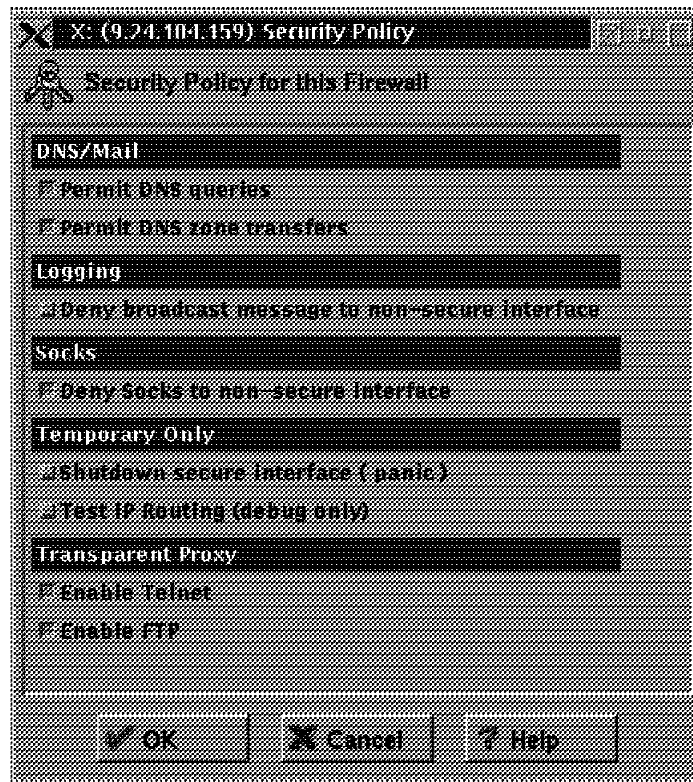 X: (9.24.104.159) Security Policy
Security Policy for this Firewall
DNS/Mail
Permit DNS queries
Permit DNS zone transfers
Logging
Deny broadcast message to non-secure interface
Socks
Deny Socks to non-secure interface
Temporary Only
Shutdown secure interface ( panic )
Test IP Routing (debug only)
Transparent Proxy
Enable Telnet
Enable FTP
OK
Cancel
? Help